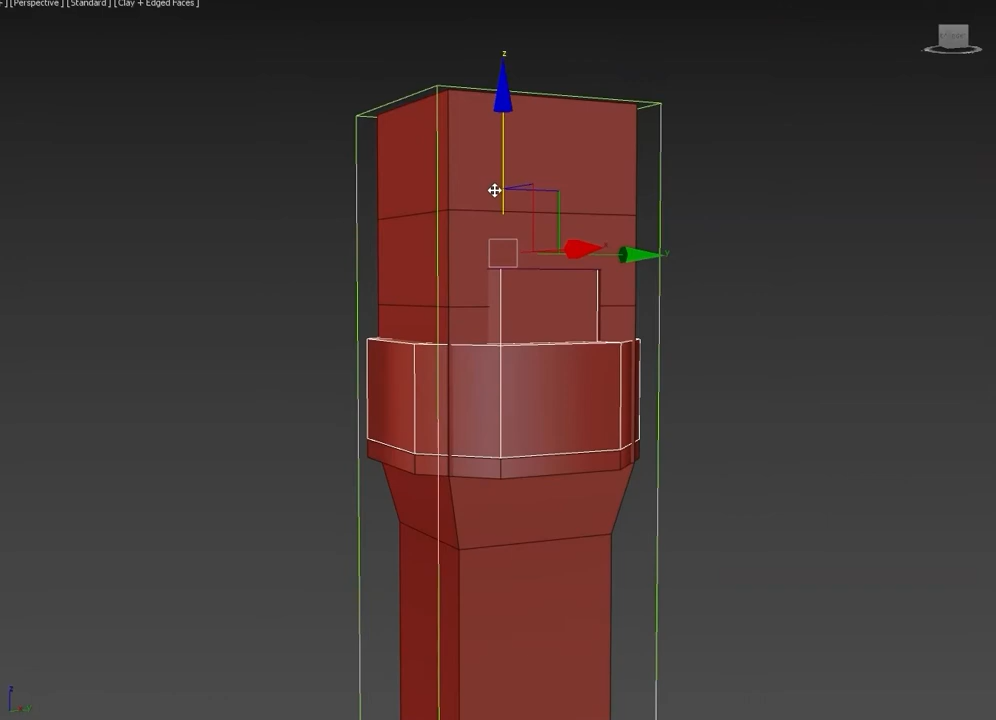 + ] [Perspective ] [Standard ] [Clay + Edged Faces ]
z
x
y
z